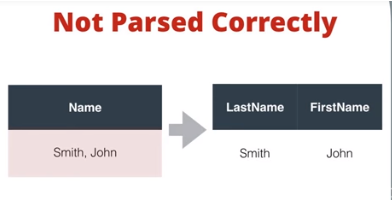 Not Parsed Correctly
Name
Smith, John
LastName FirstName
Smith John